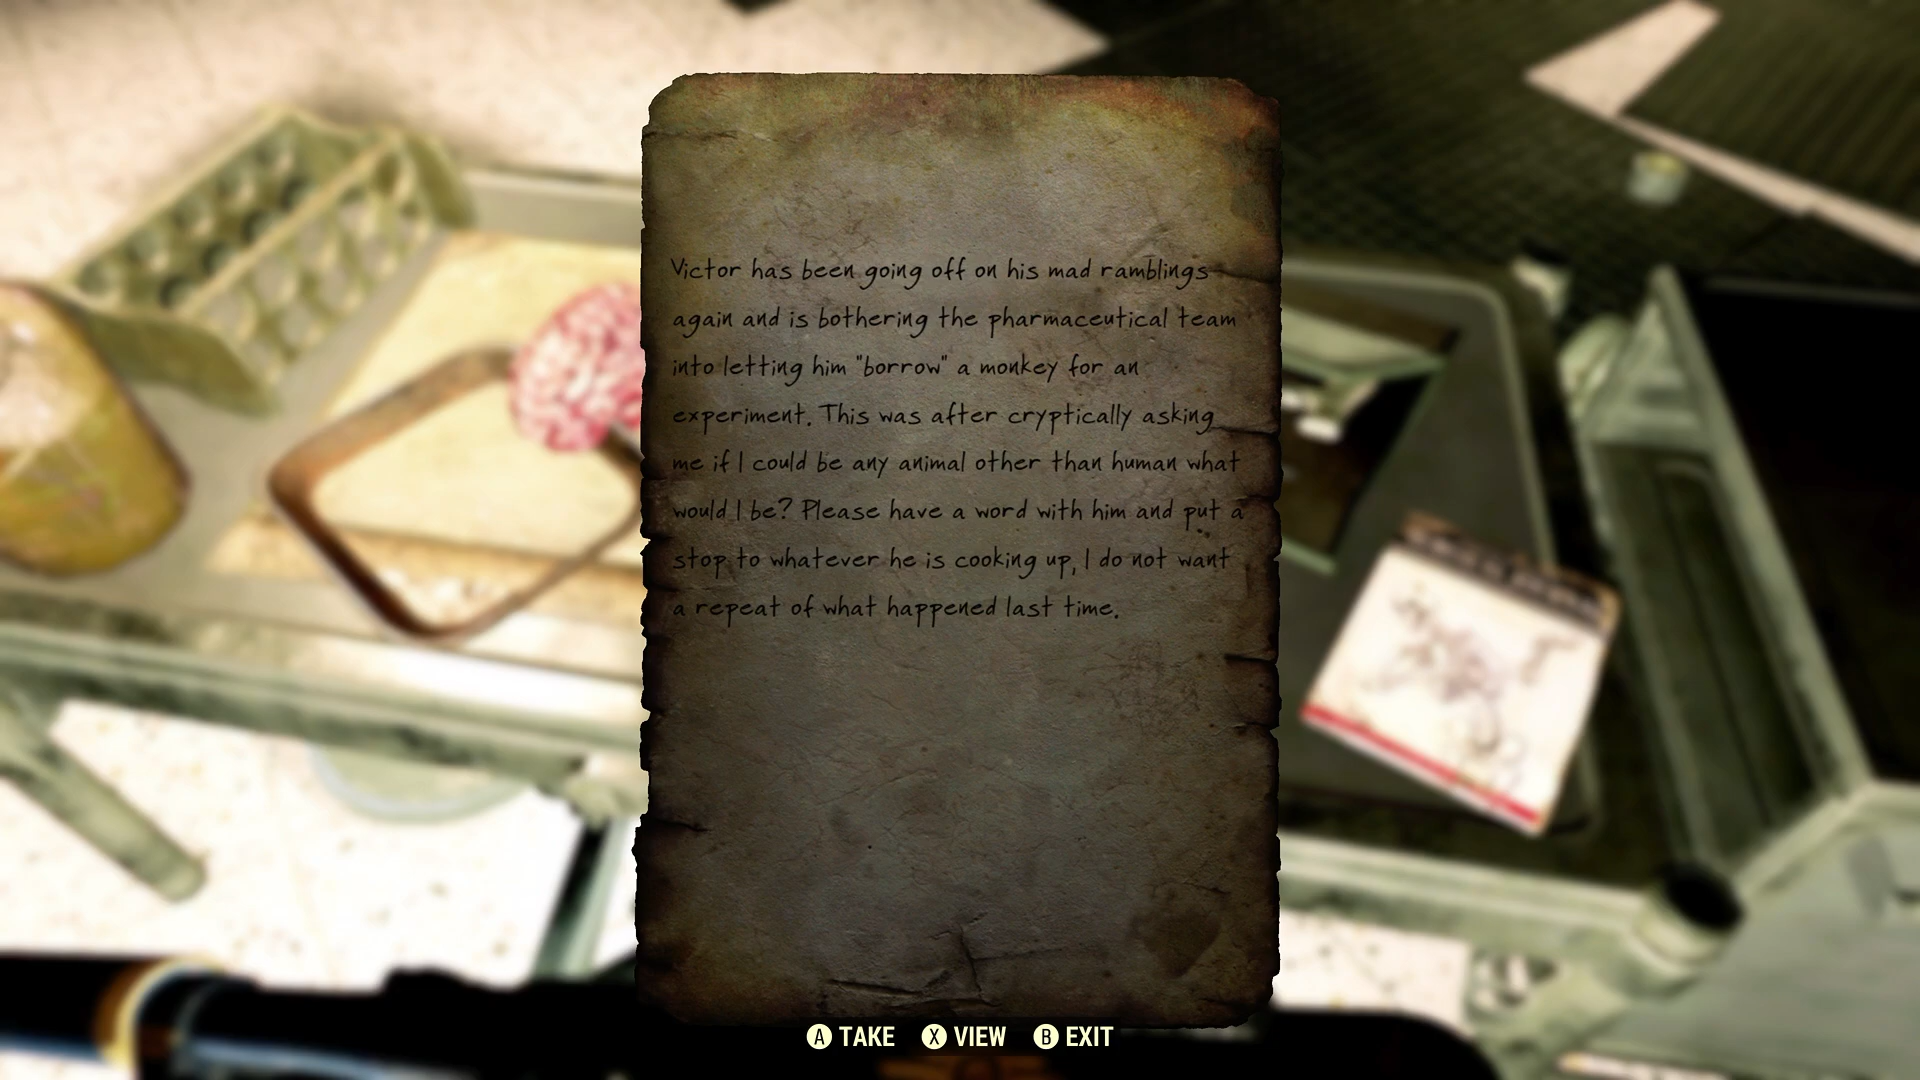 Victor has been going off on his mad ramblings
again and is bothering the pharmaceutical team
into letting him "borrow" a monkey for an
experiment. This was after cryptically asking
me if I could be any animal other than human what
would I be? Please have a word with him and put a
stop to whatever he is cooking up, I do not want
a repeat of what happened last time.
A TAKE X VIEW B EXIT